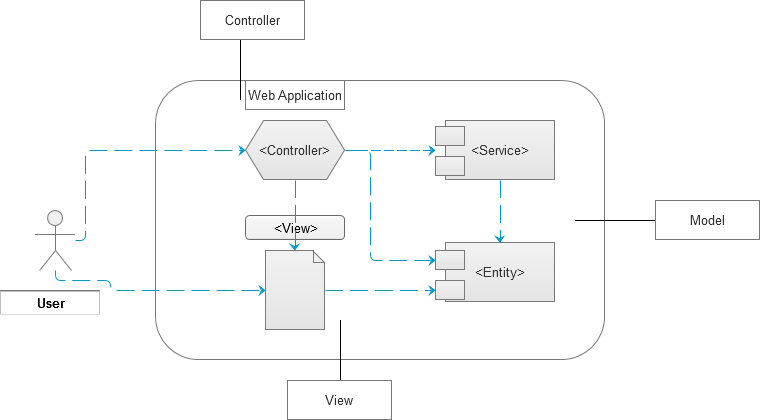 Controller
Web Application
<Controller>
<Service>
<View>
Model
<Entity>
User
View